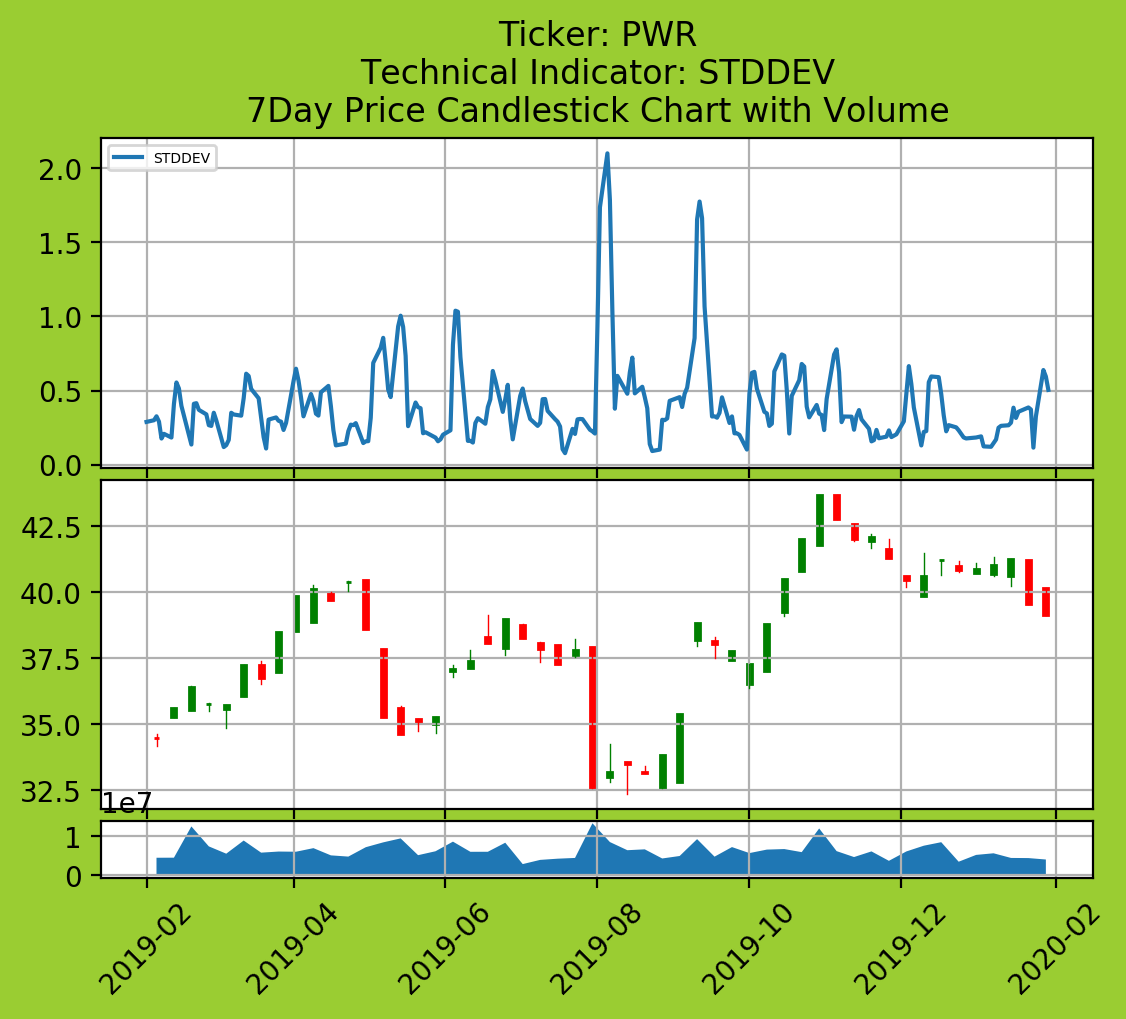 Ticker: PWR
Technical Indicator: STDDEV
7Day Price Candlestick Chart with Volume
STDDEV
2.0
1.5
1.0
0.5
0.0
42.5
40.0
37.5
35.0
32.5
1e7
1
0
2019-02 2019-04 2019-06 2019-08 2019-10 2019-12 2020-02